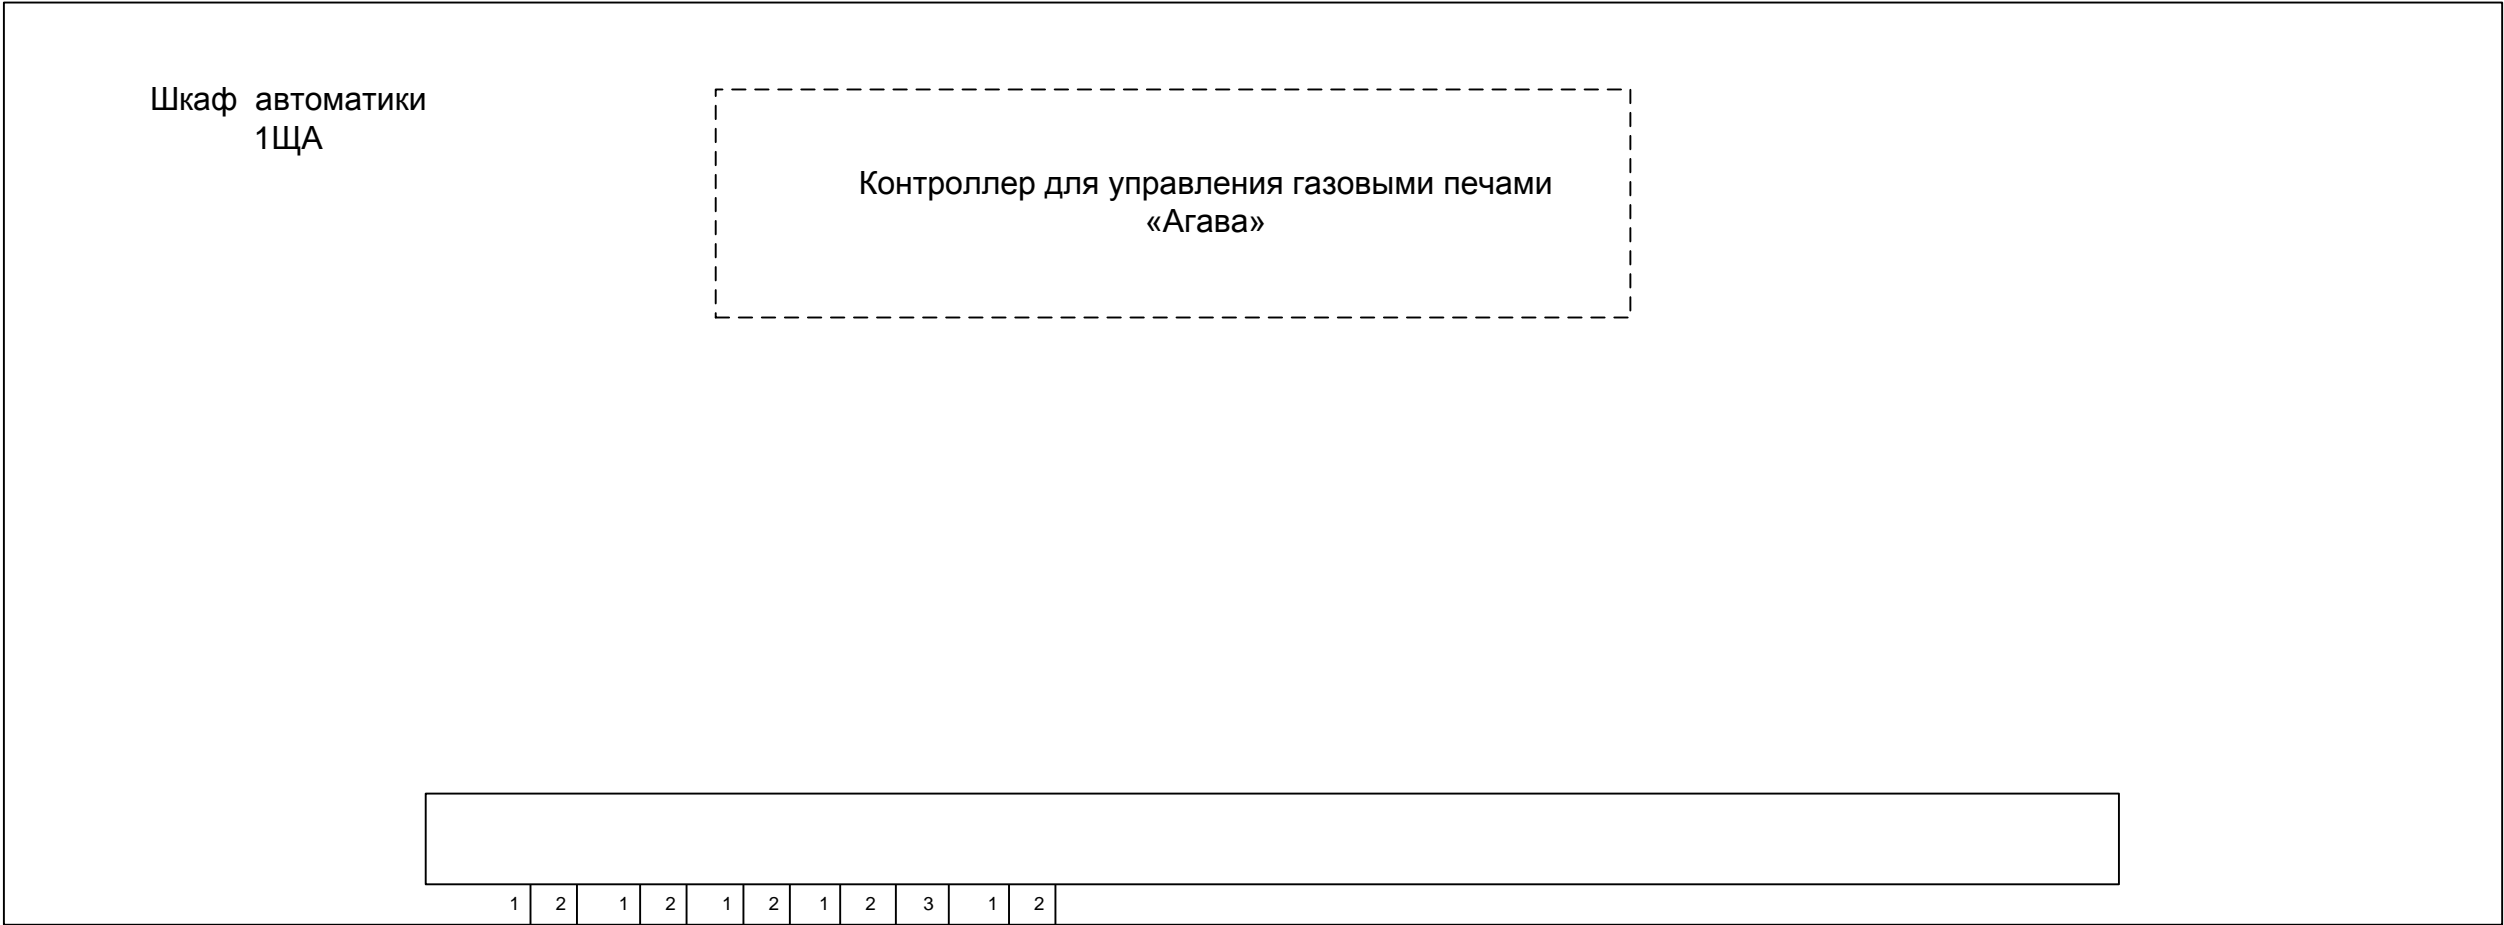 Шкаф автоматики
1ЩА
Контроллер для управления газовыми печами
«Агава»
1 2 1 2 1 2 1 2 3 1 2